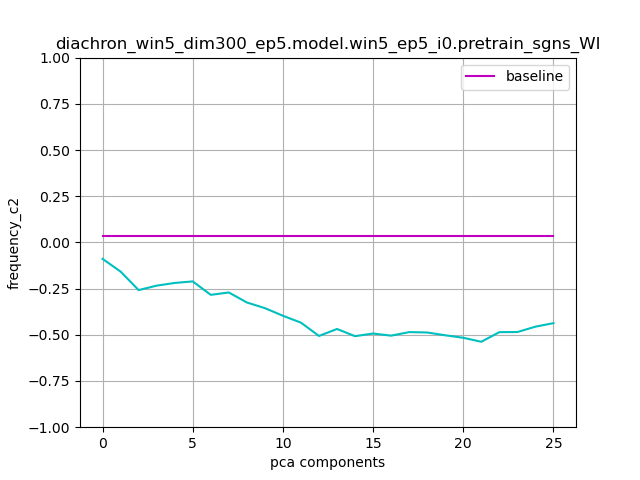 diachron_win5_dim300_ep5.model.win5_ep5_i0.pretrain_sgns_WI
baseline
1.00
0.75
0.50
0.25
0.00
−0.25
−0.50
−0.75
−1.00
frequency_c2
0 5 10 15 20 25
pca components